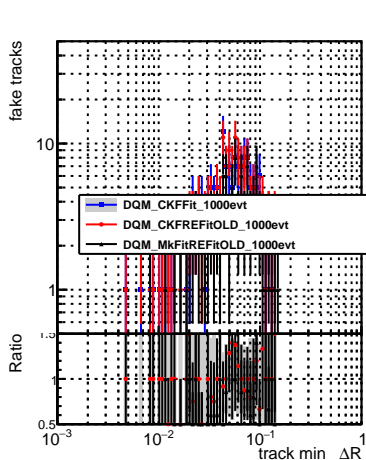 fake tracks
10
DQM_CKFFit_1000evt
DQM_CKFREFitOLD_1000evt
DQM_MkFitREFitOLD_1000evt
1
Ratio
1.5
1
0.5
10⁻³ 10⁻² 10⁻¹ 1
track min ΔR